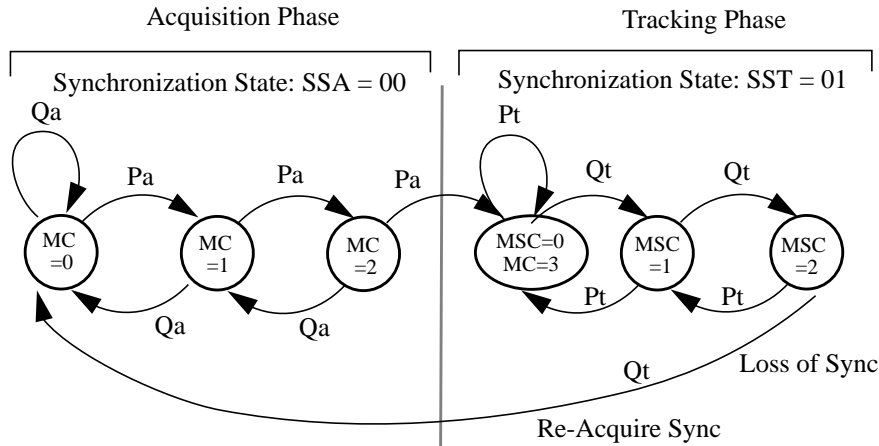 Acquisition Phase
Tracking Phase
Synchronization State: SSA = 00
Synchronization State: SST = 01
Qa
Pt
Pa
Pa
Pa
Qt
Qt
MC
=0
MC
=1
MC
=2
MSC=0
MC=3
MSC
=1
MSC
=2
Qa
Qa
Pt
Pt
Qt
Loss of Sync
Re-Acquire Sync